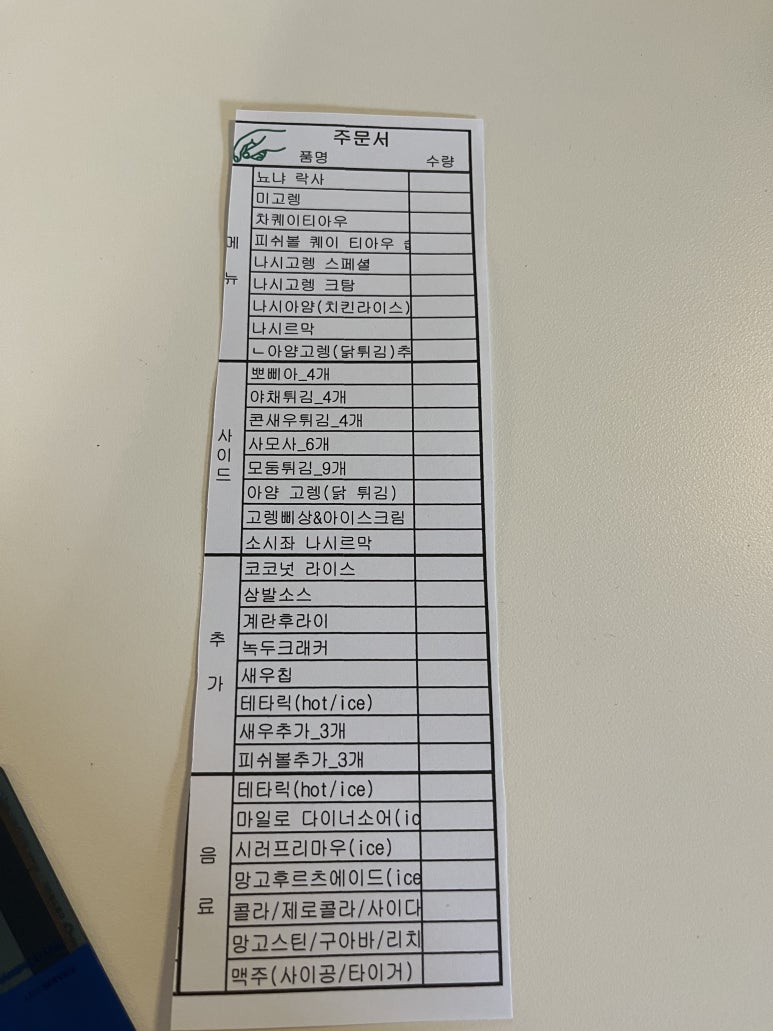 주문서
품명 수량
메뉴
뇨냐 락사
미고렝
차퀘이티아우
피쉬볼 퀘이 티아우
나시고렝 스페셜
나시고렝 크탐
나시아얌(치킨라이스)
나시르막
ㄴ아얌고렝(닭튀김)추
사이드
뽀삐아_4개
야채튀김_4개
콘새우튀김_4개
사모사_6개
모둠튀김_9개
아얌 고렝(닭 튀김)
고렝삐상&아이스크림
소시좌 나시르막
추가
코코넛 라이스
삼발소스
계란후라이
녹두크래커
새우칩
테타릭(hot/ice)
새우추가_3개
피쉬볼추가_3개
음료
테타릭(hot/ice)
마일로 다이너소어(ic
시러프리마우(ice)
망고후르츠에이드(ice
콜라/제로콜라/사이다
망고스틴/구아바/리치
맥주(사이공/타이거)